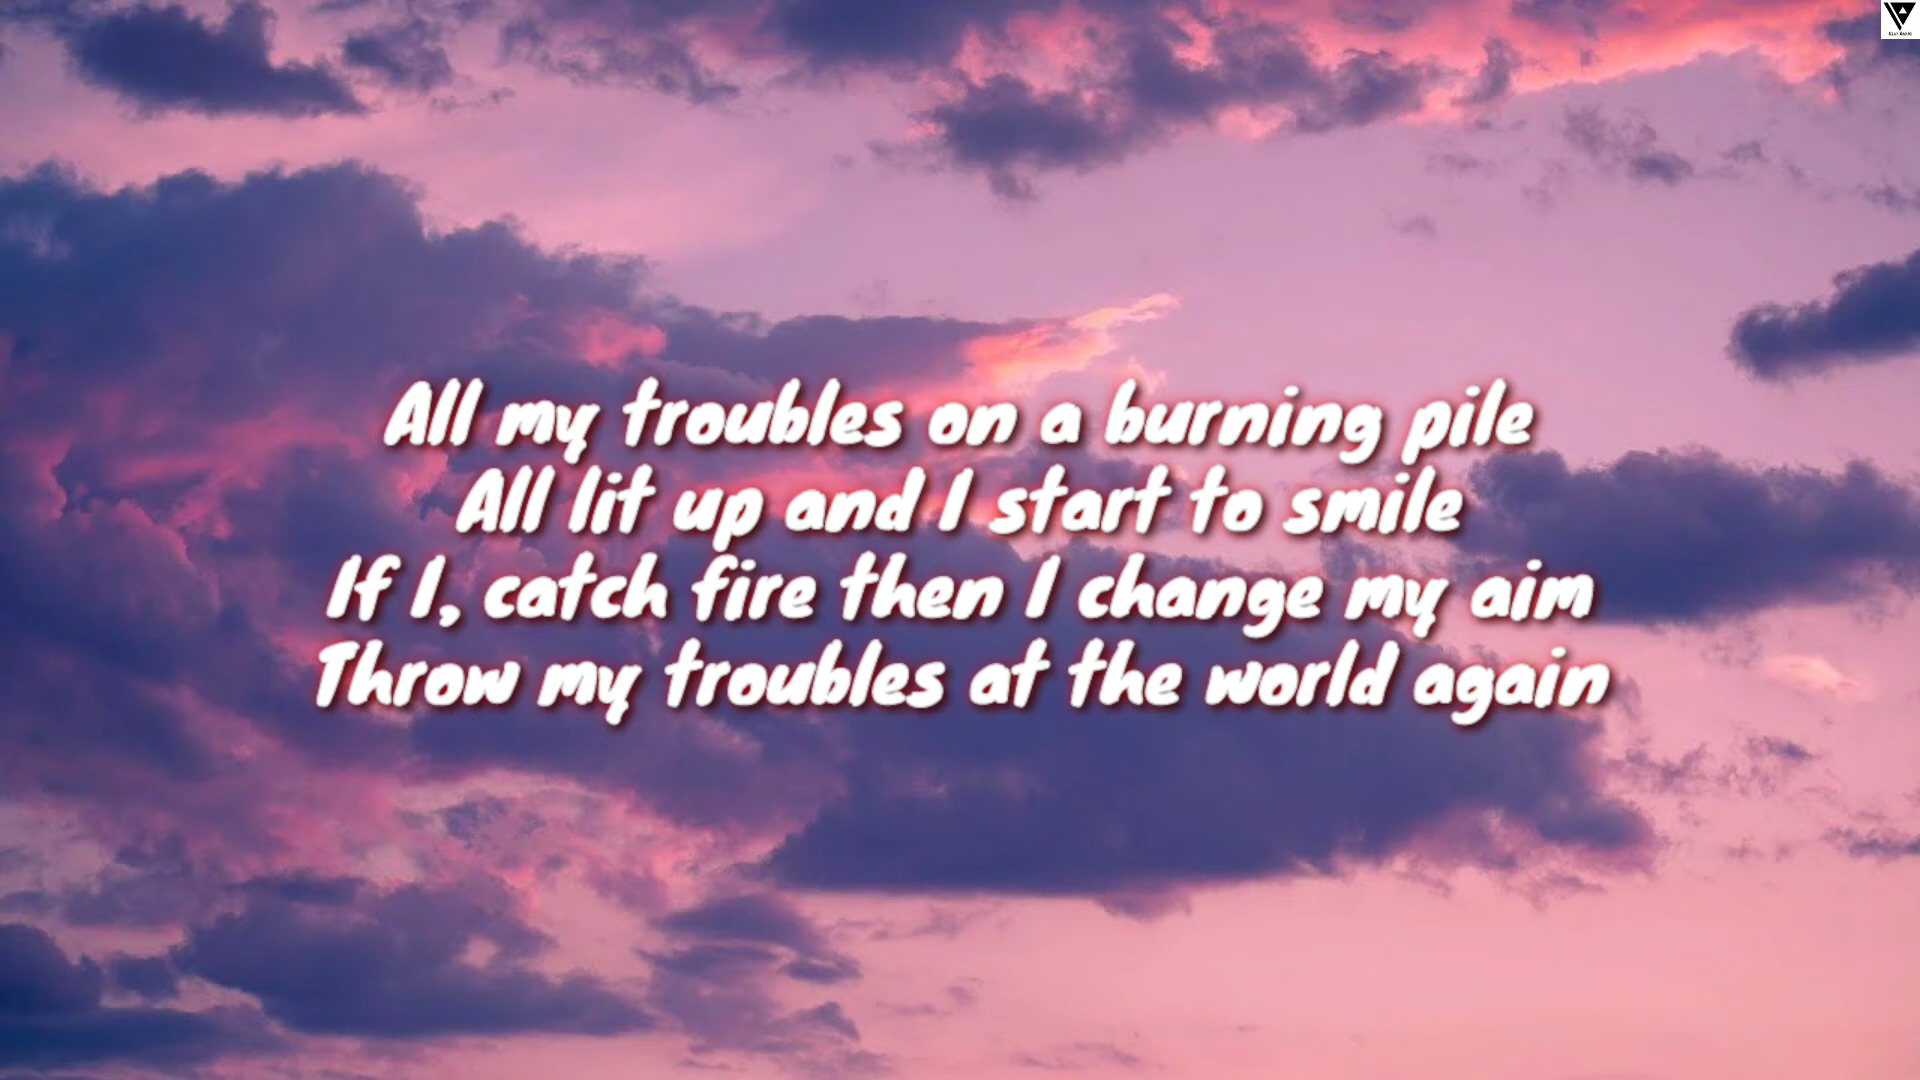 All my troubles on a burning pile
All lit up and I start to smile
If I, catch fire then I change my aim
Throw my troubles at the world again